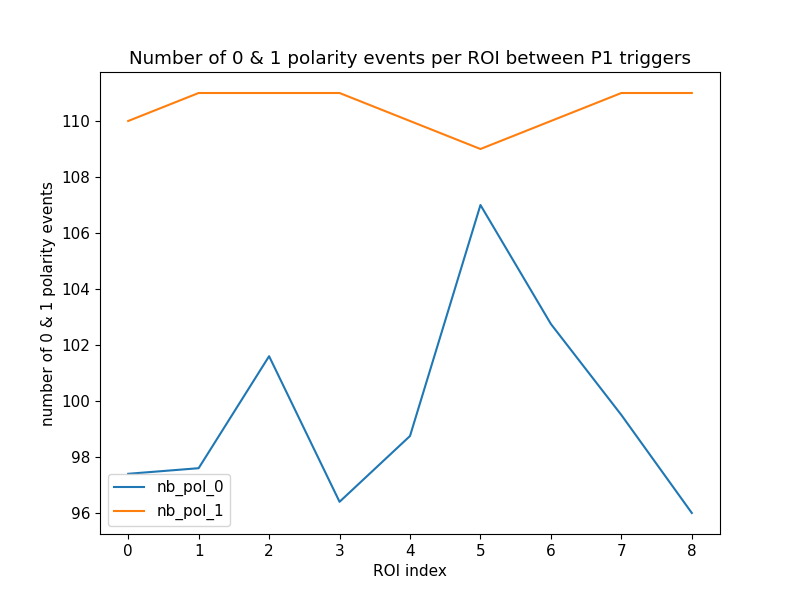 Number of 0 & 1 polarity events per ROI between P1 triggers
number of 0 & 1 polarity events
110
108
106
104
102
100
98
96
nb_pol_0
nb_pol_1
0 1 2 3 4 5 6 7 8
ROI index